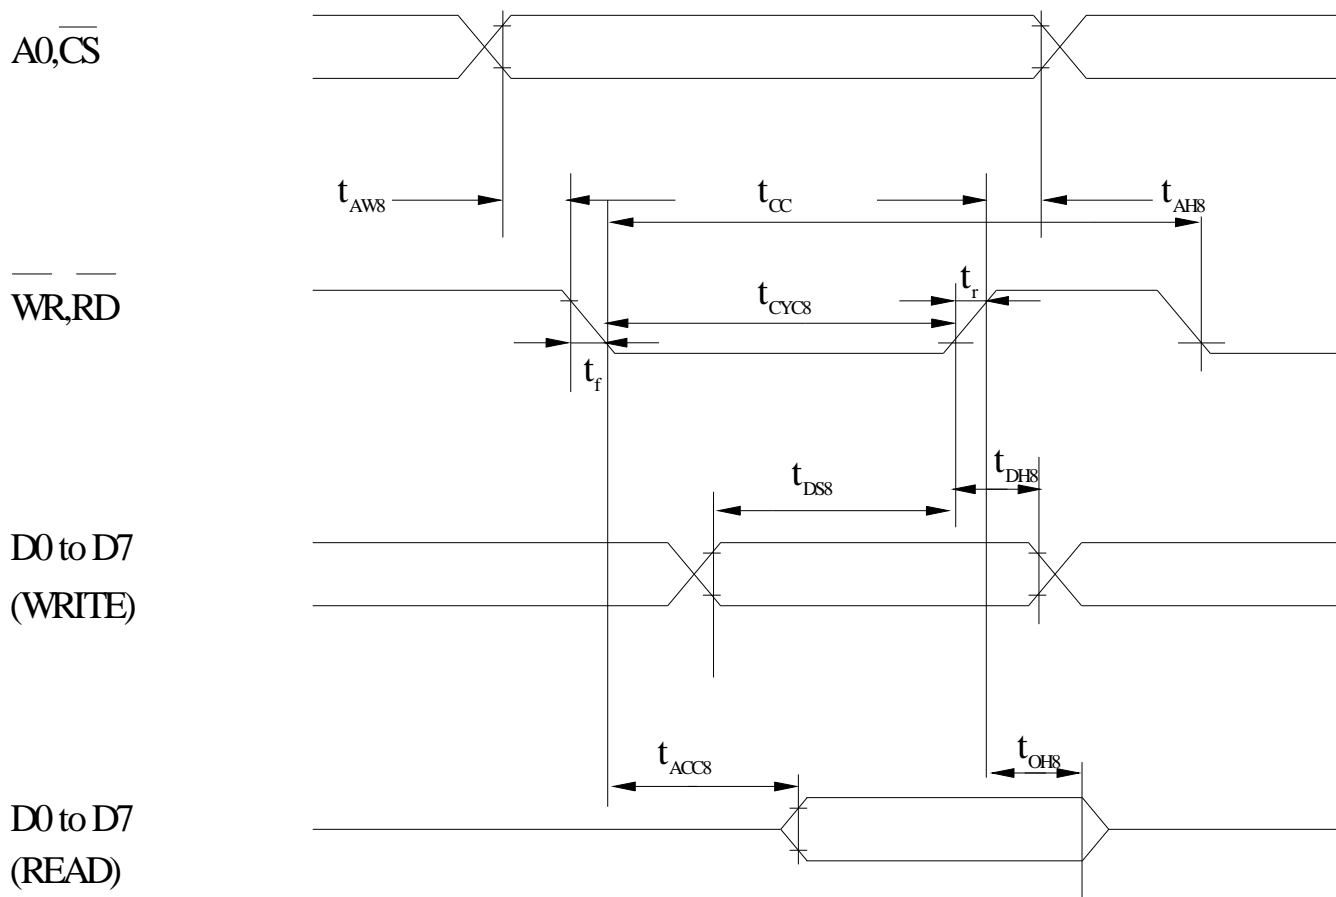 A0,CS
tAW8
tCC
tAH8
WR,RD
tCYC8
tr
tf
tDS8
tDH8
D0 to D7
(WRITE)
tACC8
tOH8
D0 to D7
(READ)